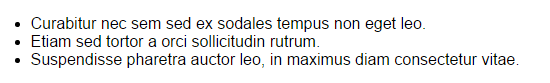 • Curabitur nec sem sed ex sodales tempus non eget leo.
• Etiam sed tortor a orci sollicitudin rutrum.
• Suspendisse pharetra auctor leo, in maximus diam consectetur vitae.